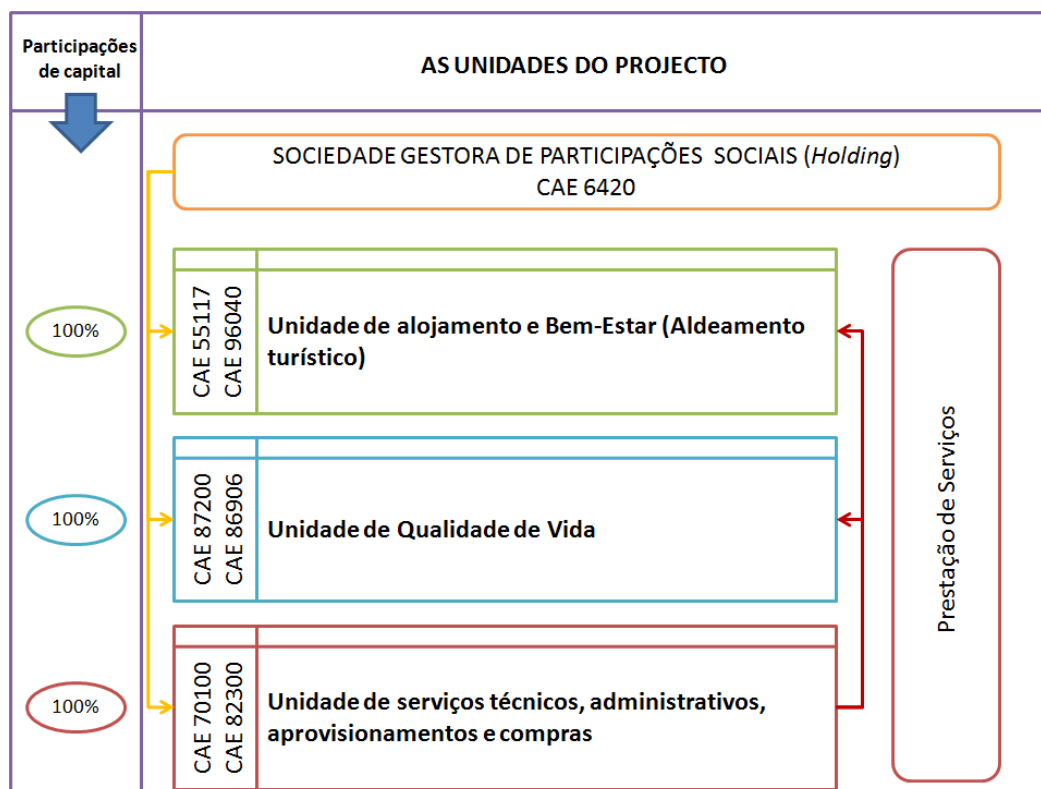 Participações
de capital
AS UNIDADES DO PROJECTO
SOCIEDADE GESTORA DE PARTICIPAÇÕES SOCIAIS (Holding)
CAE 6420
100%
CAE 55117
CAE 96040
Unidade de alojamento e Bem-Estar (Aldeamento
turístico)
100%
CAE 87200
CAE 86906
Unidade de Qualidade de Vida
100%
CAE 70100
CAE 82300
Unidade de serviços técnicos, administrativos,
aprovisionamentos e compras
Prestação de Serviços